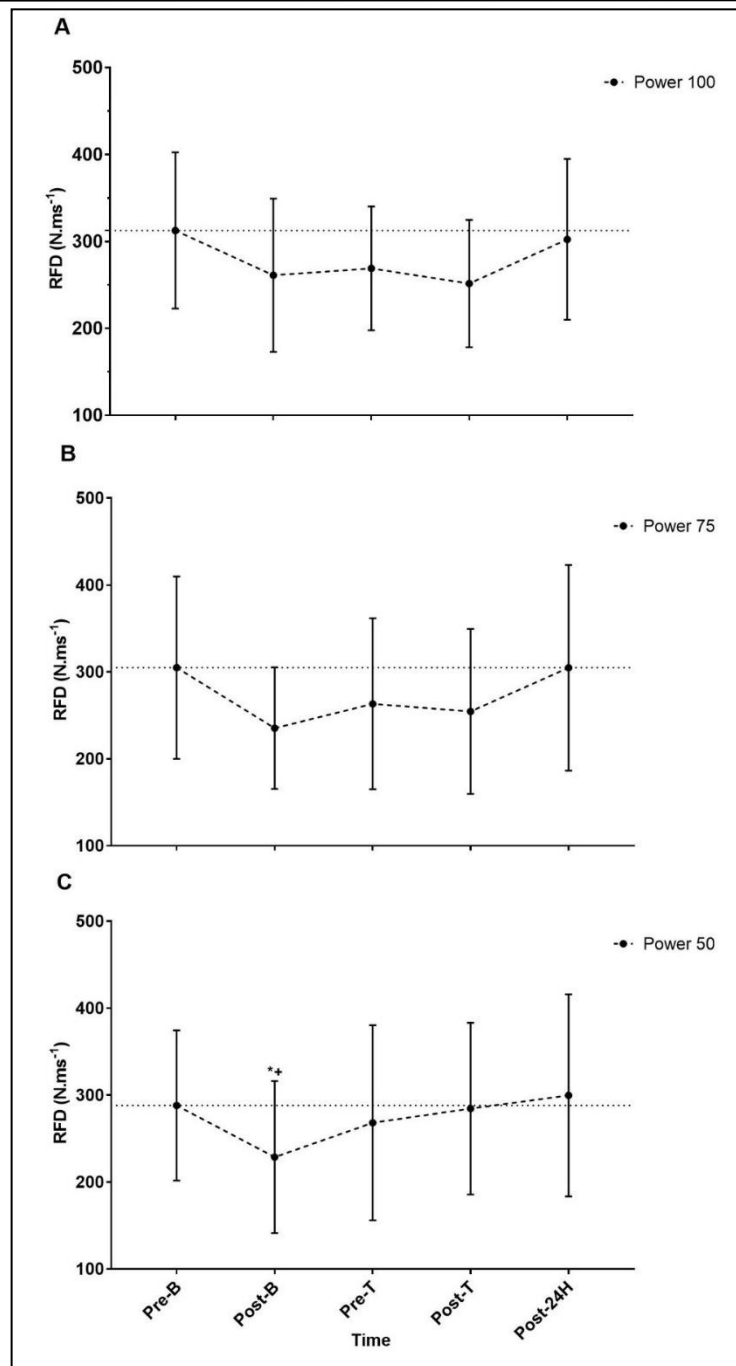 A
Power 100
500
400
300
200
100
RFD (N.ms⁻¹)
B
Power 75
500
400
300
200
100
RFD (N.ms⁻¹)
C
Power 50
500
400
300
200
100
RFD (N.ms⁻¹)
*+
Pre-B
Post-B
Pre-T
Post-T
Post-24H
Time